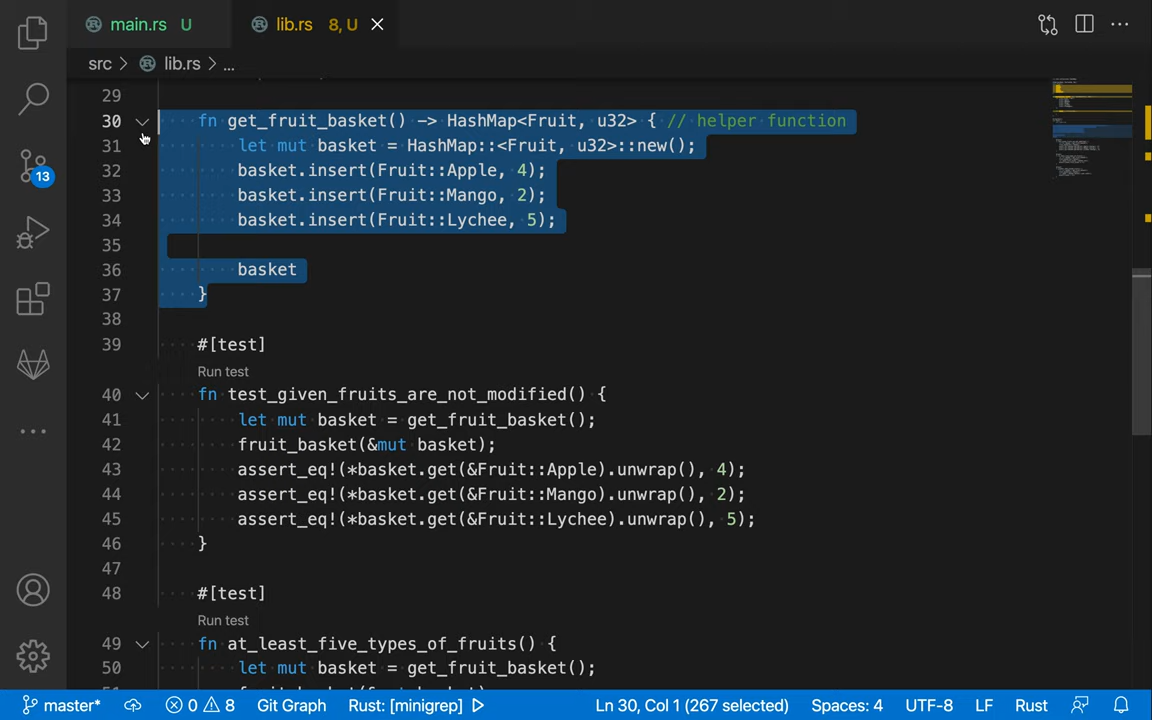 main.rs U lib.rs 8, U
src > lib.rs > ...
29
30 fn get_fruit_basket() -> HashMap<Fruit, u32> { // helper function
31 let mut basket = HashMap::<Fruit, u32>::new();
32 basket.insert(Fruit::Apple, 4);
33 basket.insert(Fruit::Mango, 2);
34 basket.insert(Fruit::Lychee, 5);
35
36 basket
37 }
38
39 #[test]
Run test
40 fn test_given_fruits_are_not_modified() {
41 let mut basket = get_fruit_basket();
42 fruit_basket(&mut basket);
43 assert_eq!(*basket.get(&Fruit::Apple).unwrap(), 4);
44 assert_eq!(*basket.get(&Fruit::Mango).unwrap(), 2);
45 assert_eq!(*basket.get(&Fruit::Lychee).unwrap(), 5);
46 }
47
48 #[test]
Run test
49 fn at_least_five_types_of_fruits() {
50 let mut basket = get_fruit_basket();
13
master* 0 8 Git Graph Rust: [minigrep] Ln 30, Col 1 (267 selected) Spaces: 4 UTF-8 LF Rust